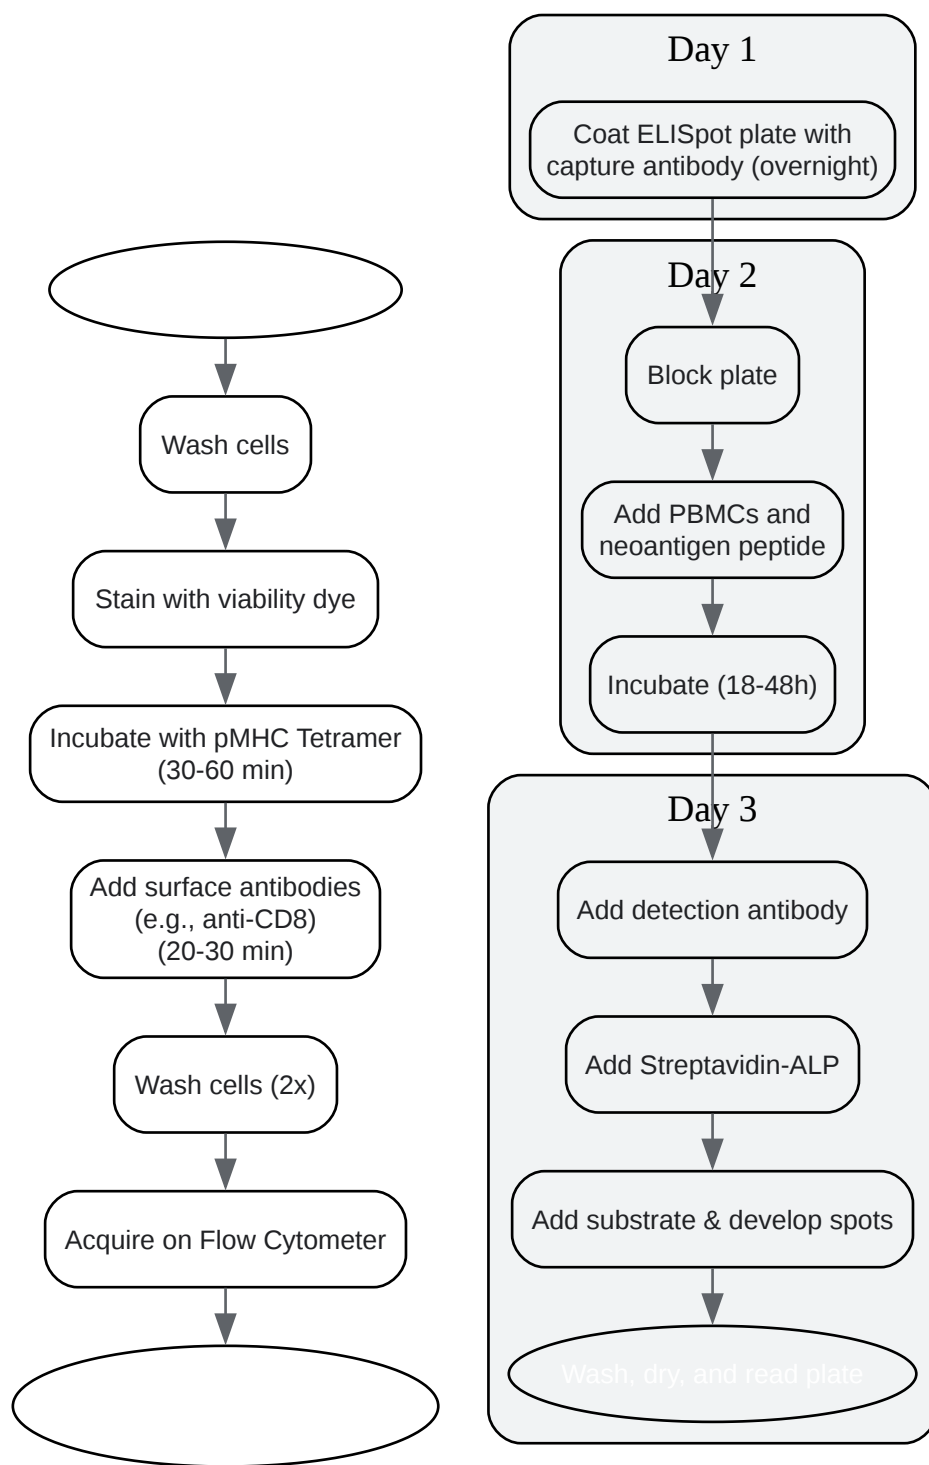 Wash cells
Stain with viability dye
Incubate with pMHC Tetramer
(30-60 min)
Add surface antibodies
(e.g., anti-CD8)
(20-30 min)
Wash cells (2x)
Acquire on Flow Cytometer
Day 1
Coat ELISpot plate with
capture antibody (overnight)
Day 2
Block plate
Add PBMCs and
neoantigen peptide
Incubate (18-48h)
Day 3
Add detection antibody
Add Streptavidin-ALP
Add substrate & develop spots
Wash, dry, and read plate